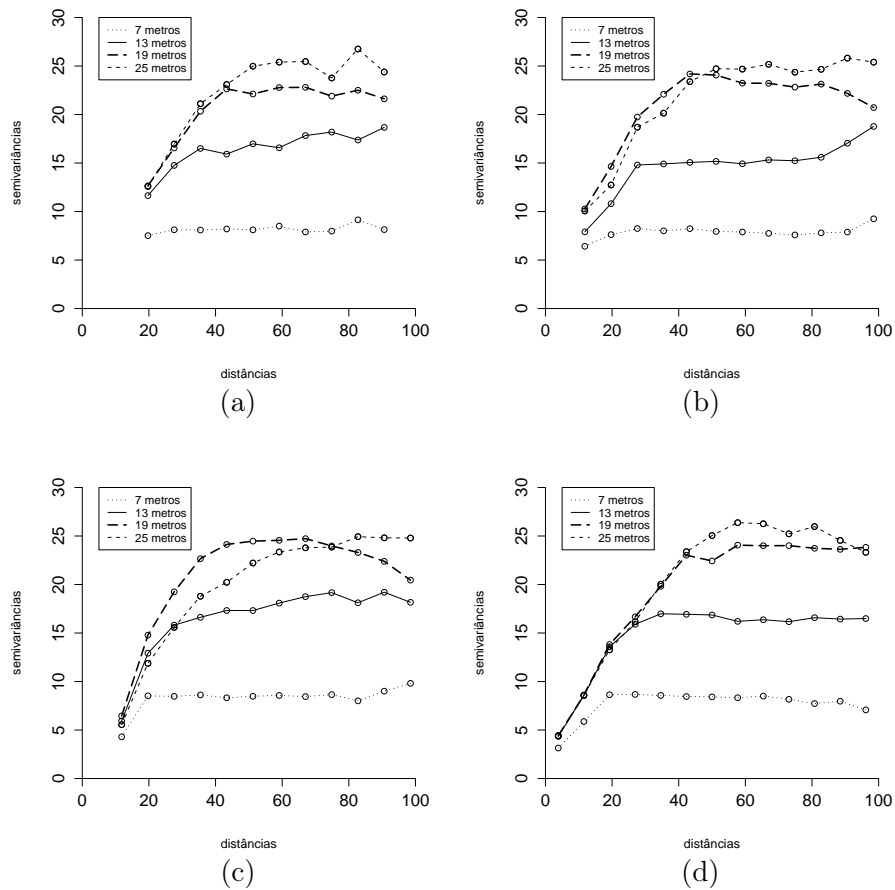 7 metros
13 metros
19 metros
25 metros
semivariâncias
30
25
20
15
10
5
0
0 20 40 60 80 100
distâncias
(a)
7 metros
13 metros
19 metros
25 metros
semivariâncias
30
25
20
15
10
5
0
0 20 40 60 80 100
distâncias
(b)
7 metros
13 metros
19 metros
25 metros
semivariâncias
30
25
20
15
10
5
0
0 20 40 60 80 100
distâncias
(c)
7 metros
13 metros
19 metros
25 metros
semivariâncias
30
25
20
15
10
5
0
0 20 40 60 80 100
distâncias
(d)